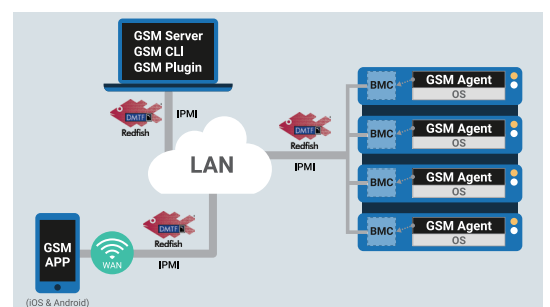 GSM Server
GSM CLI
GSM Plugin
DMTF
Redfish
IPMI
LAN
DMTF
Redfish
IPMI
BMC
GSM Agent
OS
BMC
GSM Agent
OS
BMC
GSM Agent
OS
BMC
GSM Agent
OS
GSM
APP
WAN
DMTF
Redfish
IPMI
(iOS & Android)